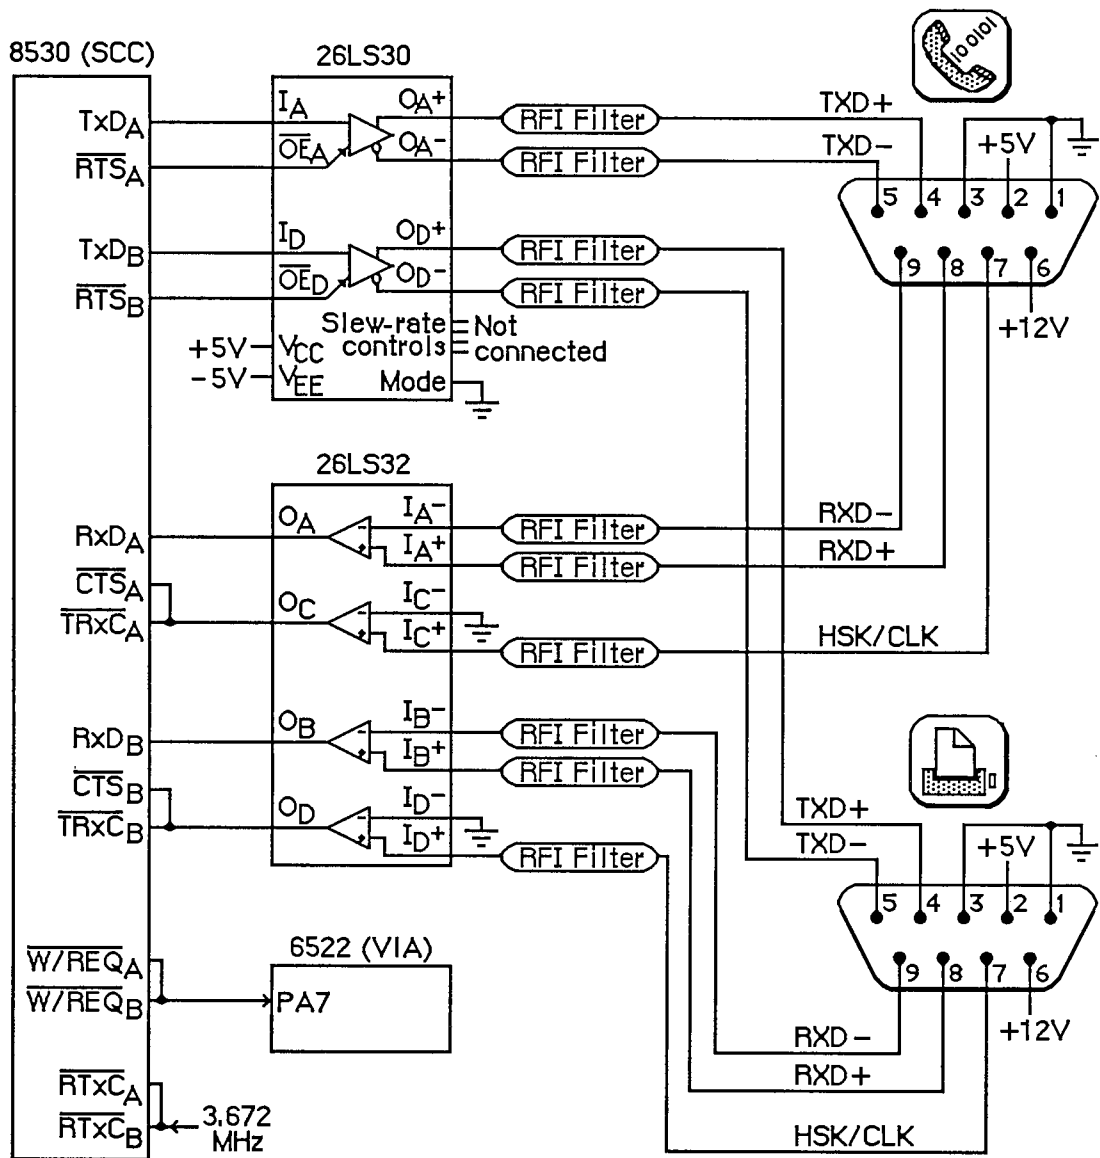 8530 (SCC)
26LS30
100101
TxDA
IA
OA+
RFI Filter
TXD+
+5V
OEA
OA-
RFI Filter
TXD-
RTSA
5 4 3 2 1
TxDB
ID
OD+
RFI Filter
9 8 7 6
OED
OD-
RFI Filter
RTSB
+12V
Slew-rate controls
Not connected
+5V
VCC
-5V
VEE
Mode
26LS32
RxDA
OA
IA-
RFI Filter
RXD-
IA+
RFI Filter
RXD+
CTSA
OC
IC-
TRxCA
IC+
RFI Filter
HSK/CLK
RxDB
OB
IB-
RFI Filter
IB+
RFI Filter
CTSB
OD
ID-
TXD+
TRxCB
ID+
RFI Filter
TXD-
+5V
5 4 3 2 1
9 8 7 6
W/REQA
6522 (VIA)
W/REQB
PA7
+12V
RXD-
RXD+
RTxCA
RTxCB
3.672
MHz
HSK/CLK